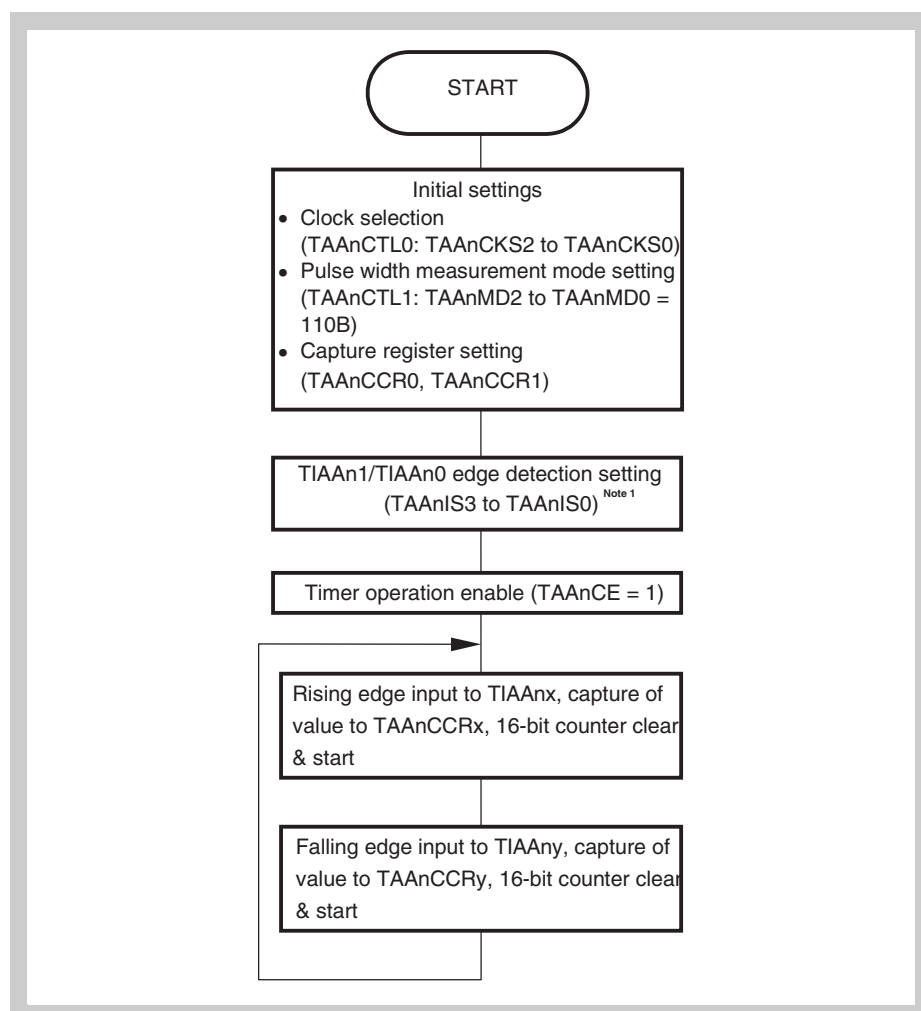 START
Initial settings
• Clock selection
(TAAnCTL0: TAAnCKS2 to TAAnCKS0)
• Pulse width measurement mode setting
(TAAnCTL1: TAAnMD2 to TAAnMD0 =
110B)
• Capture register setting
(TAAnCCR0, TAAnCCR1)
TIAAn1/TIAAn0 edge detection setting
(TAAnIS3 to TAAnIS0) Note 1
Timer operation enable (TAAnCE = 1)
Rising edge input to TIAAnx, capture of
value to TAAnCCRx, 16-bit counter clear
& start
Falling edge input to TIAAny, capture of
value to TAAnCCRy, 16-bit counter clear
& start